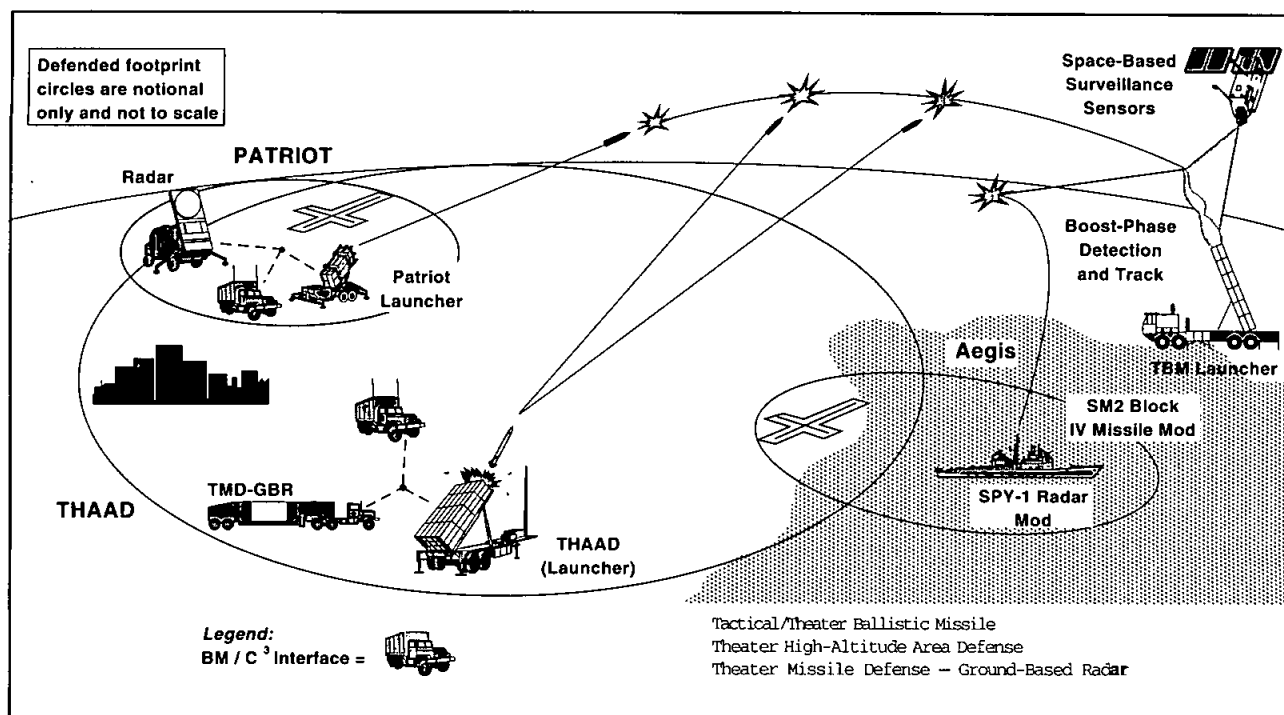 Defended footprint
circles are notional
only and not to scale
Space-Based
Surveillance
Sensors
PATRIOT
Radar
Boost-Phase
Detection
and Track
Patriot
Launcher
Aegis
TBM Launcher
SM2 Block
IV Missile Mod
TMD-GBR
SPY-1 Radar
Mod
THAAD
THAAD
(Launcher)
Legend:
BM / C³ Interface =
Tactical/Theater Ballistic Missile
Theater High-Altitude Area Defense
Theater Missile Defense — Ground-Based Radar